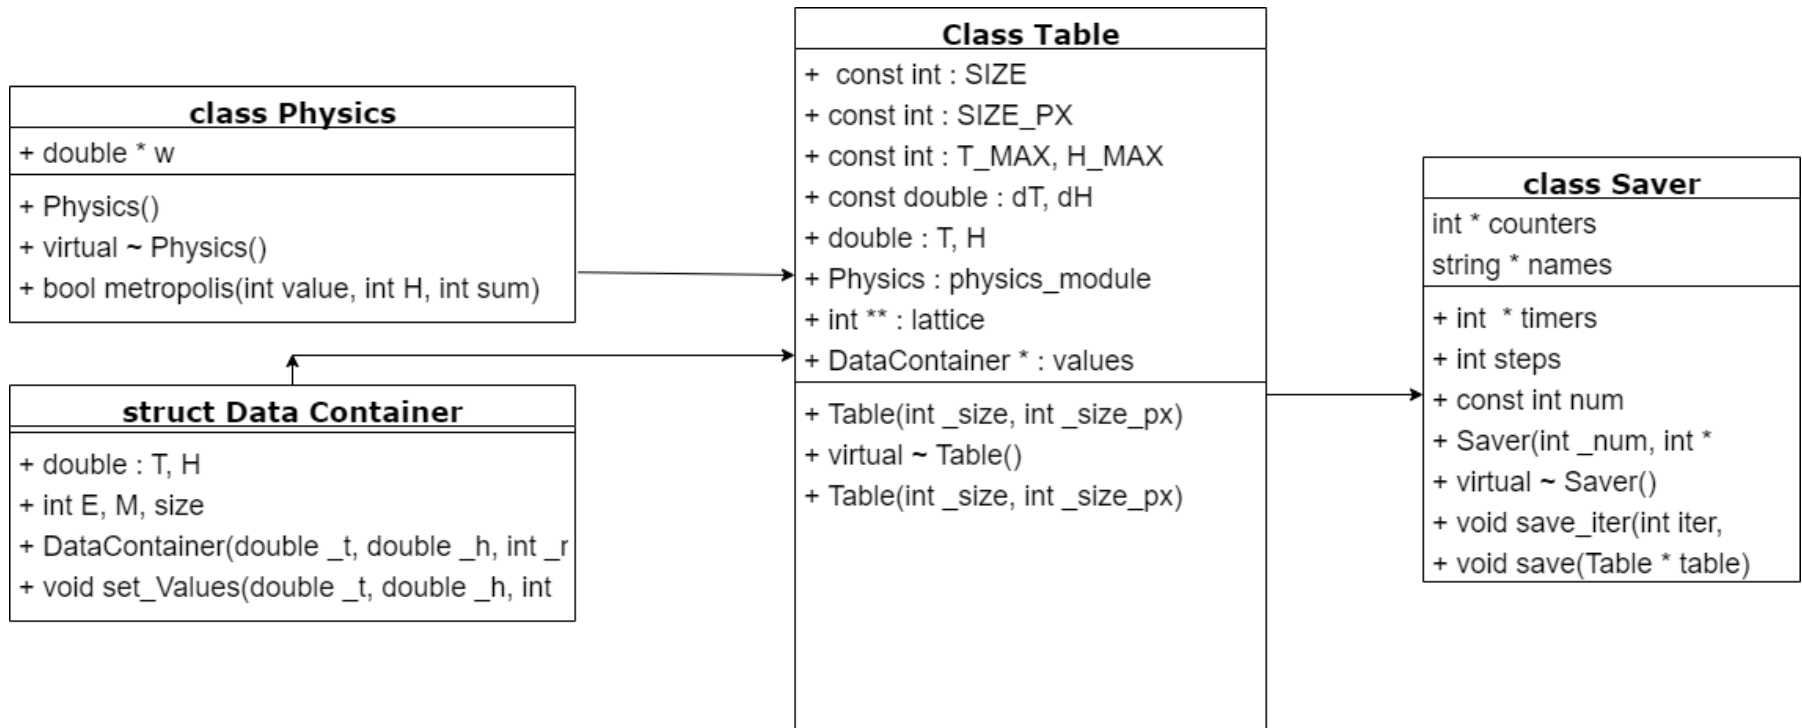 class Physics
+ double * w
+ Physics()
+ virtual ~ Physics()
+ bool metropolis(int value, int H, int sum)
struct Data Container
+ double : T, H
+ int E, M, size
+ DataContainer(double _t, double _h, int
+ void set_Values(double _t, double _h, int
Class Table
+ const int : SIZE
+ const int : SIZE_PX
+ const int : T_MAX, H_MAX
+ const double : dT, dH
+ double : T, H
+ Physics : physics_module
+ int ** : lattice
+ DataContainer * : values
+ Table(int _size, int _size_px)
+ virtual ~ Table()
+ Table(int _size, int _size_px)
class Saver
int * counters
string * names
+ int * timers
+ int steps
+ const int num
+ Saver(int _num, int *
+ virtual ~ Saver()
+ void save_iter(int iter,
+ void save(Table * table)